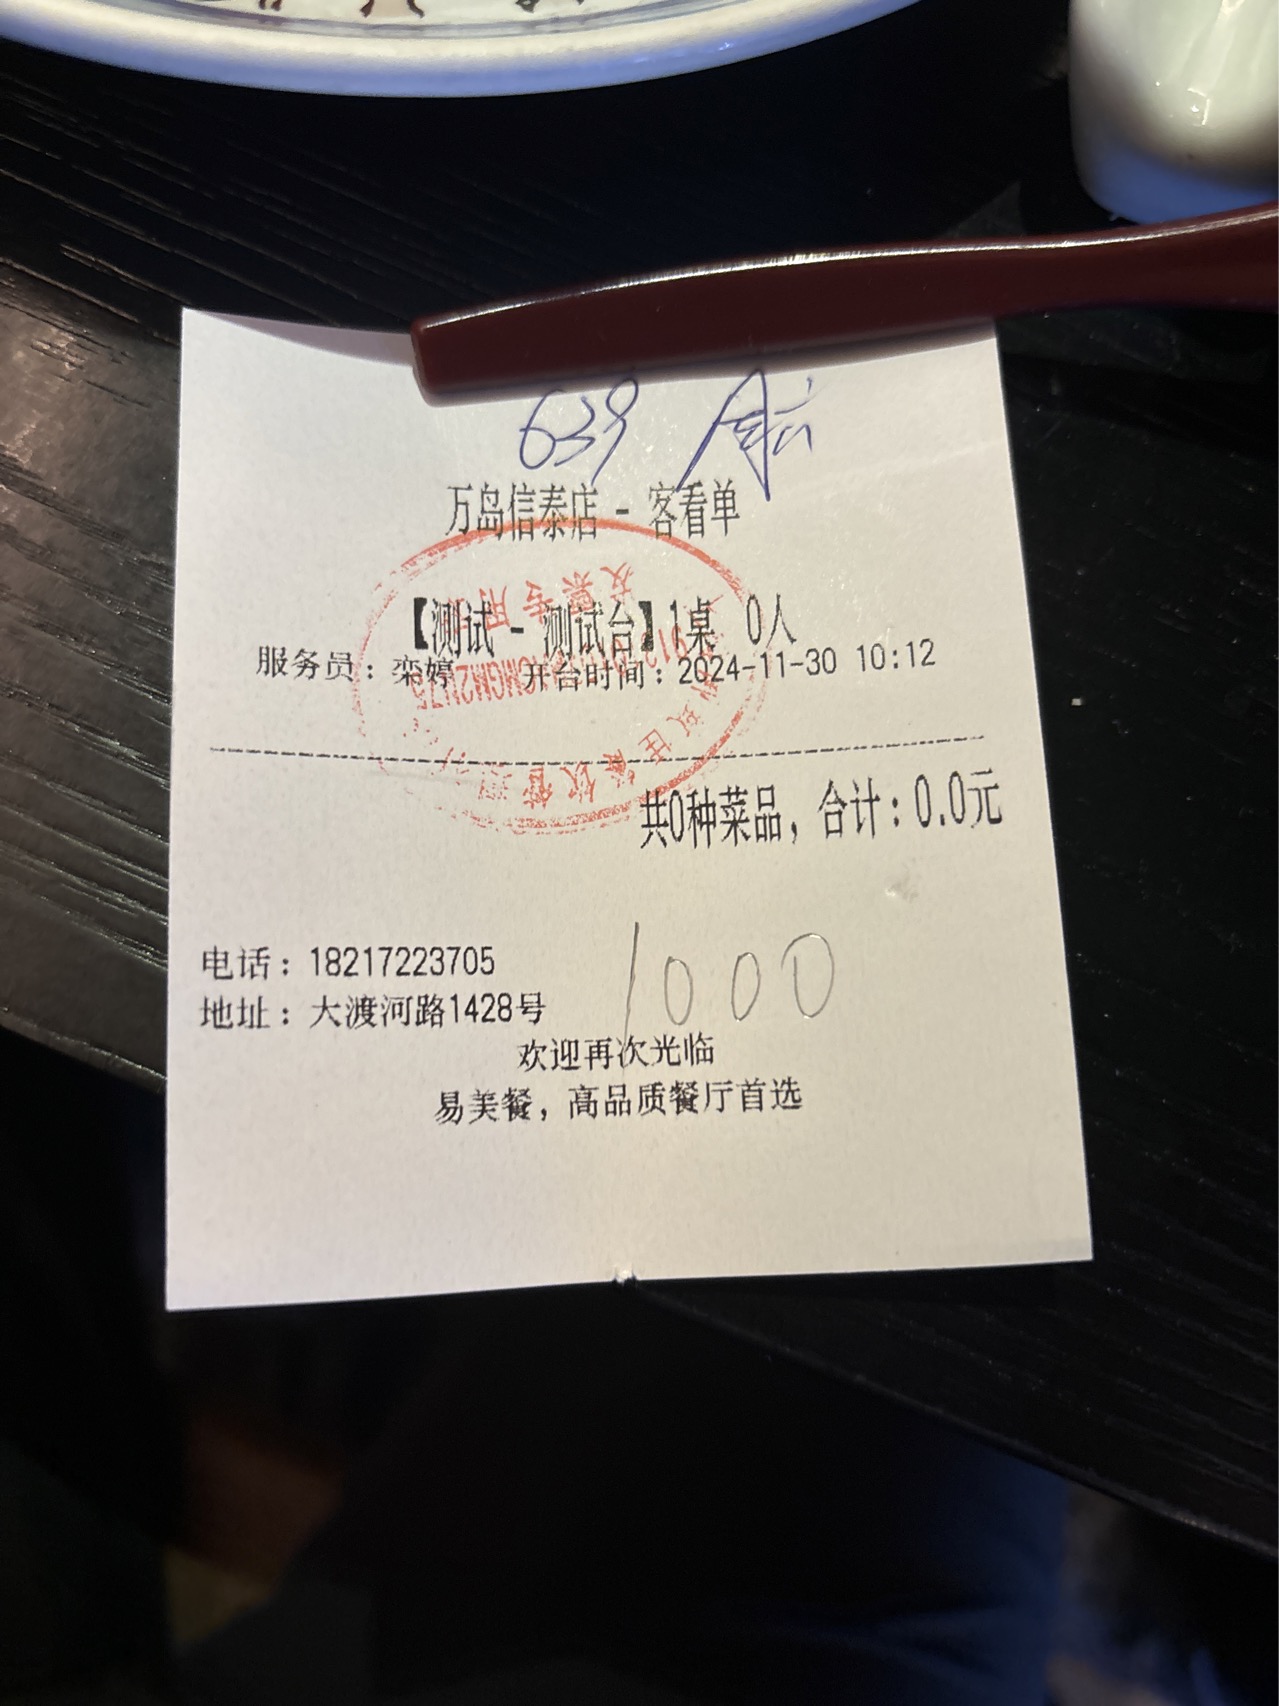 639
万岛信泰店 - 客看单
【测试 - 测试台】1桌 0人
服务员: 栾婷 开台时间: 2024-11-30 10:12
共0种菜品, 合计: 0.0元
电话: 18217223705
1000
地址: 大渡河路1428号
欢迎再次光临
易美餐, 高品质餐厅首选